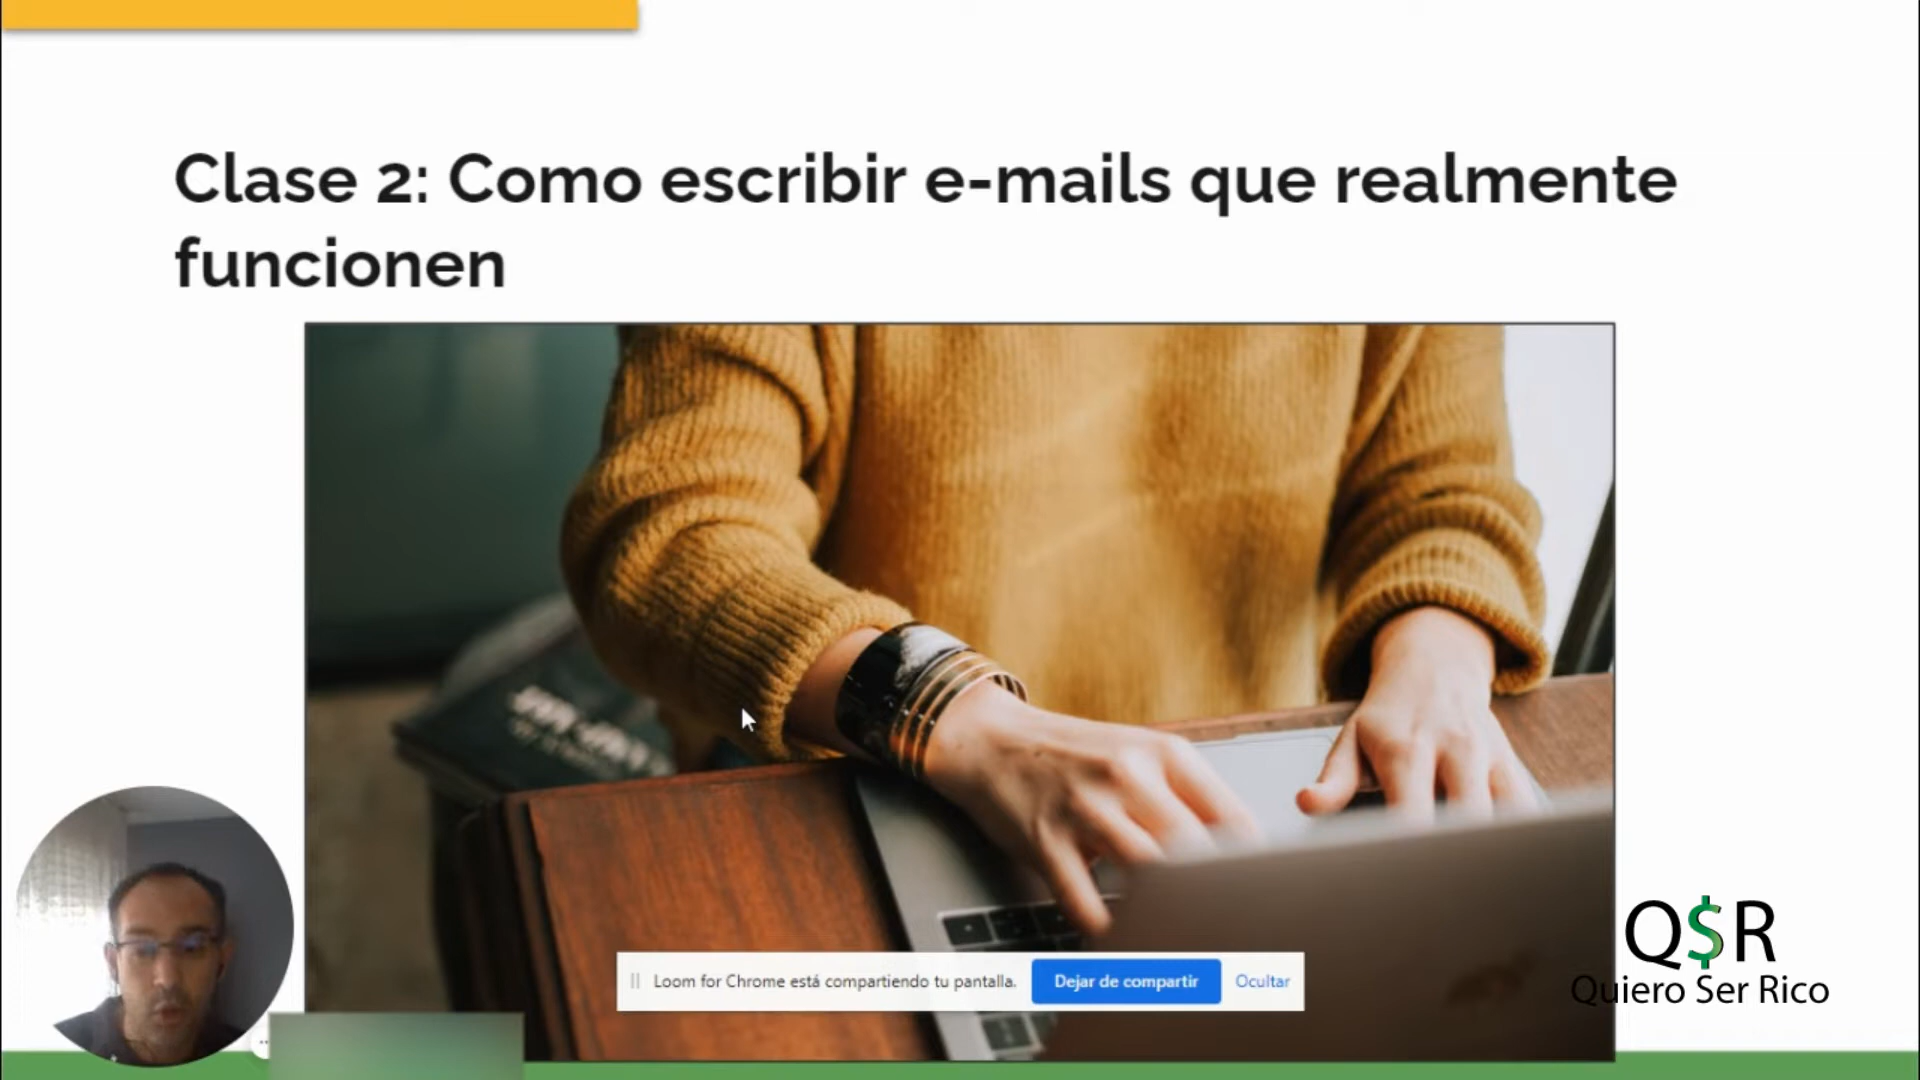 Clase 2: Como escribir e-mails que realmente
funcionen
Loom for Chrome está compartiendo tu pantalla. Dejar de compartir Ocultar
Q$R
Quiero Ser Rico